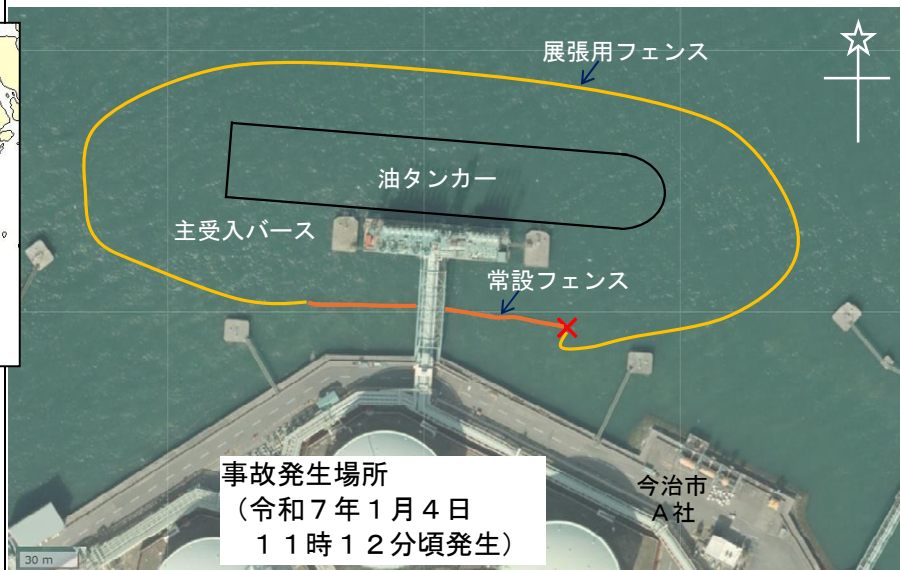 展張用フェンス
油タンカー
主受入バース
常設フェンス
事故発生場所
（令和７年１月４日
１１時１２分頃発生）
今治市
Ａ社
30 m